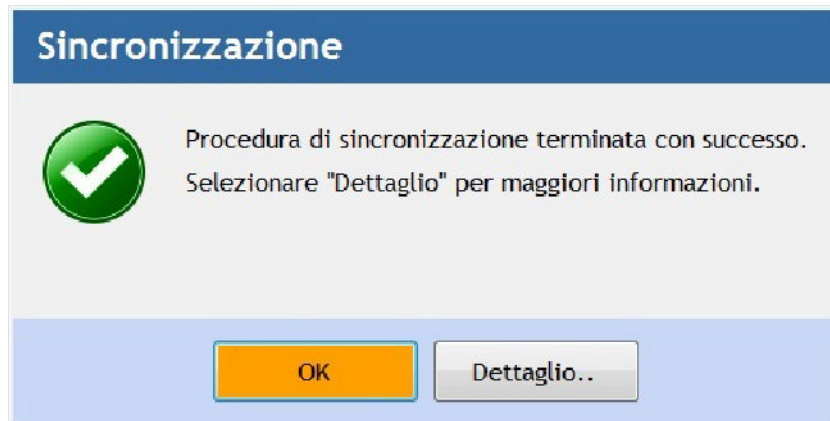 Sincronizzazione
Procedura di sincronizzazione terminata con successo.
Selezionare "Dettaglio" per maggiori informazioni.
OK
Dettaglio..